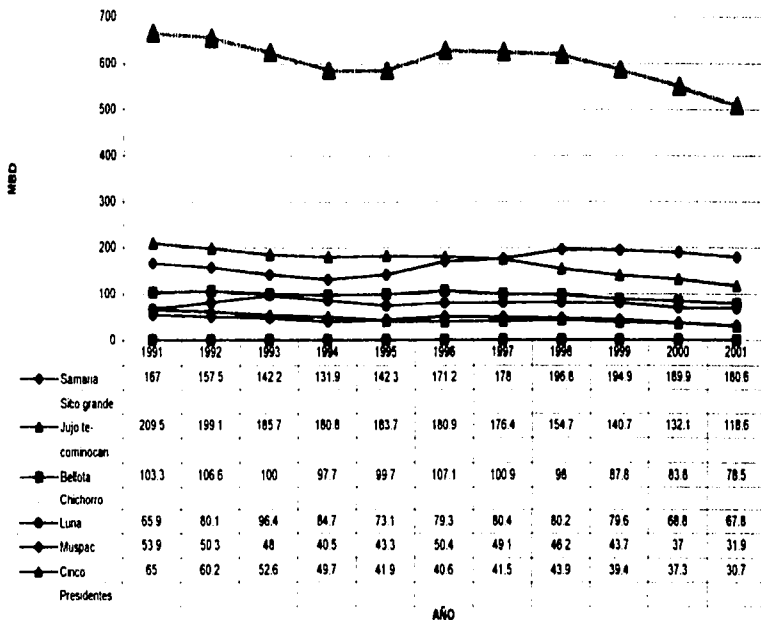 700
600
500
400
300
200
100
0
MBD
1991 1992 1993 1994 1995 1996 1997 1998 1999 2000 2001
Samaria 167 157.5 142.2 131.9 142.3 171.2 178 196.8 194.9 189.9 180.6
Sitio grande
Jujo te- 209.5 199.1 185.7 180.8 183.7 180.9 176.4 154.7 140.7 132.1 118.6
cominocan
Bellota 103.3 106.6 100 97.7 99.7 107.1 100.9 98 87.8 83.8 78.5
Chichorro
Luna 65.9 80.1 96.4 84.7 73.1 79.3 80.4 80.2 79.6 68.8 67.8
Muspac 53.9 50.3 48 40.5 43.3 50.4 49.1 46.2 43.7 37 31.9
Cinco 65 60.2 52.6 49.7 41.9 40.6 41.5 43.9 39.4 37.3 30.7
Presidentes
AÑO